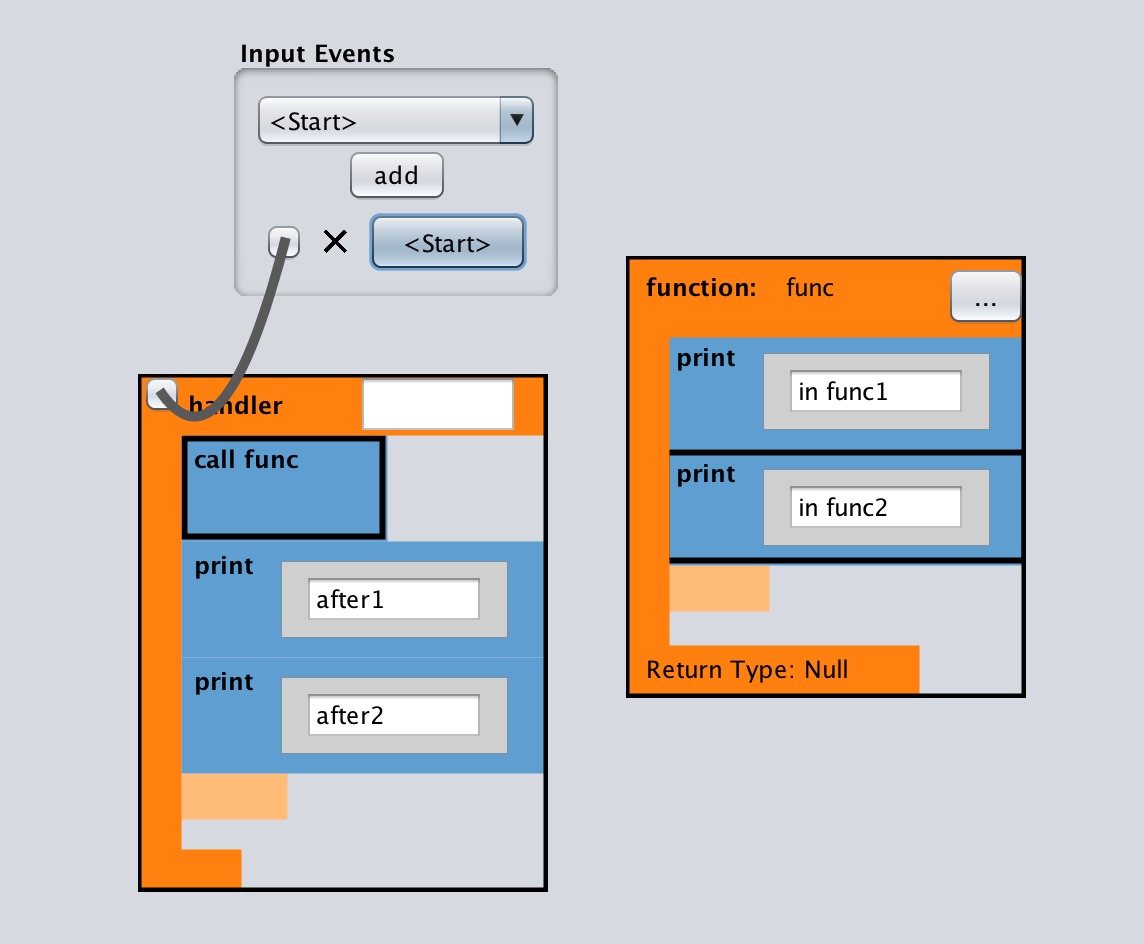 Input Events
<Start>
add
<Start>
handler
call func
print
after1
print
after2
function: func
...
print
in func1
print
in func2
Return Type: Null